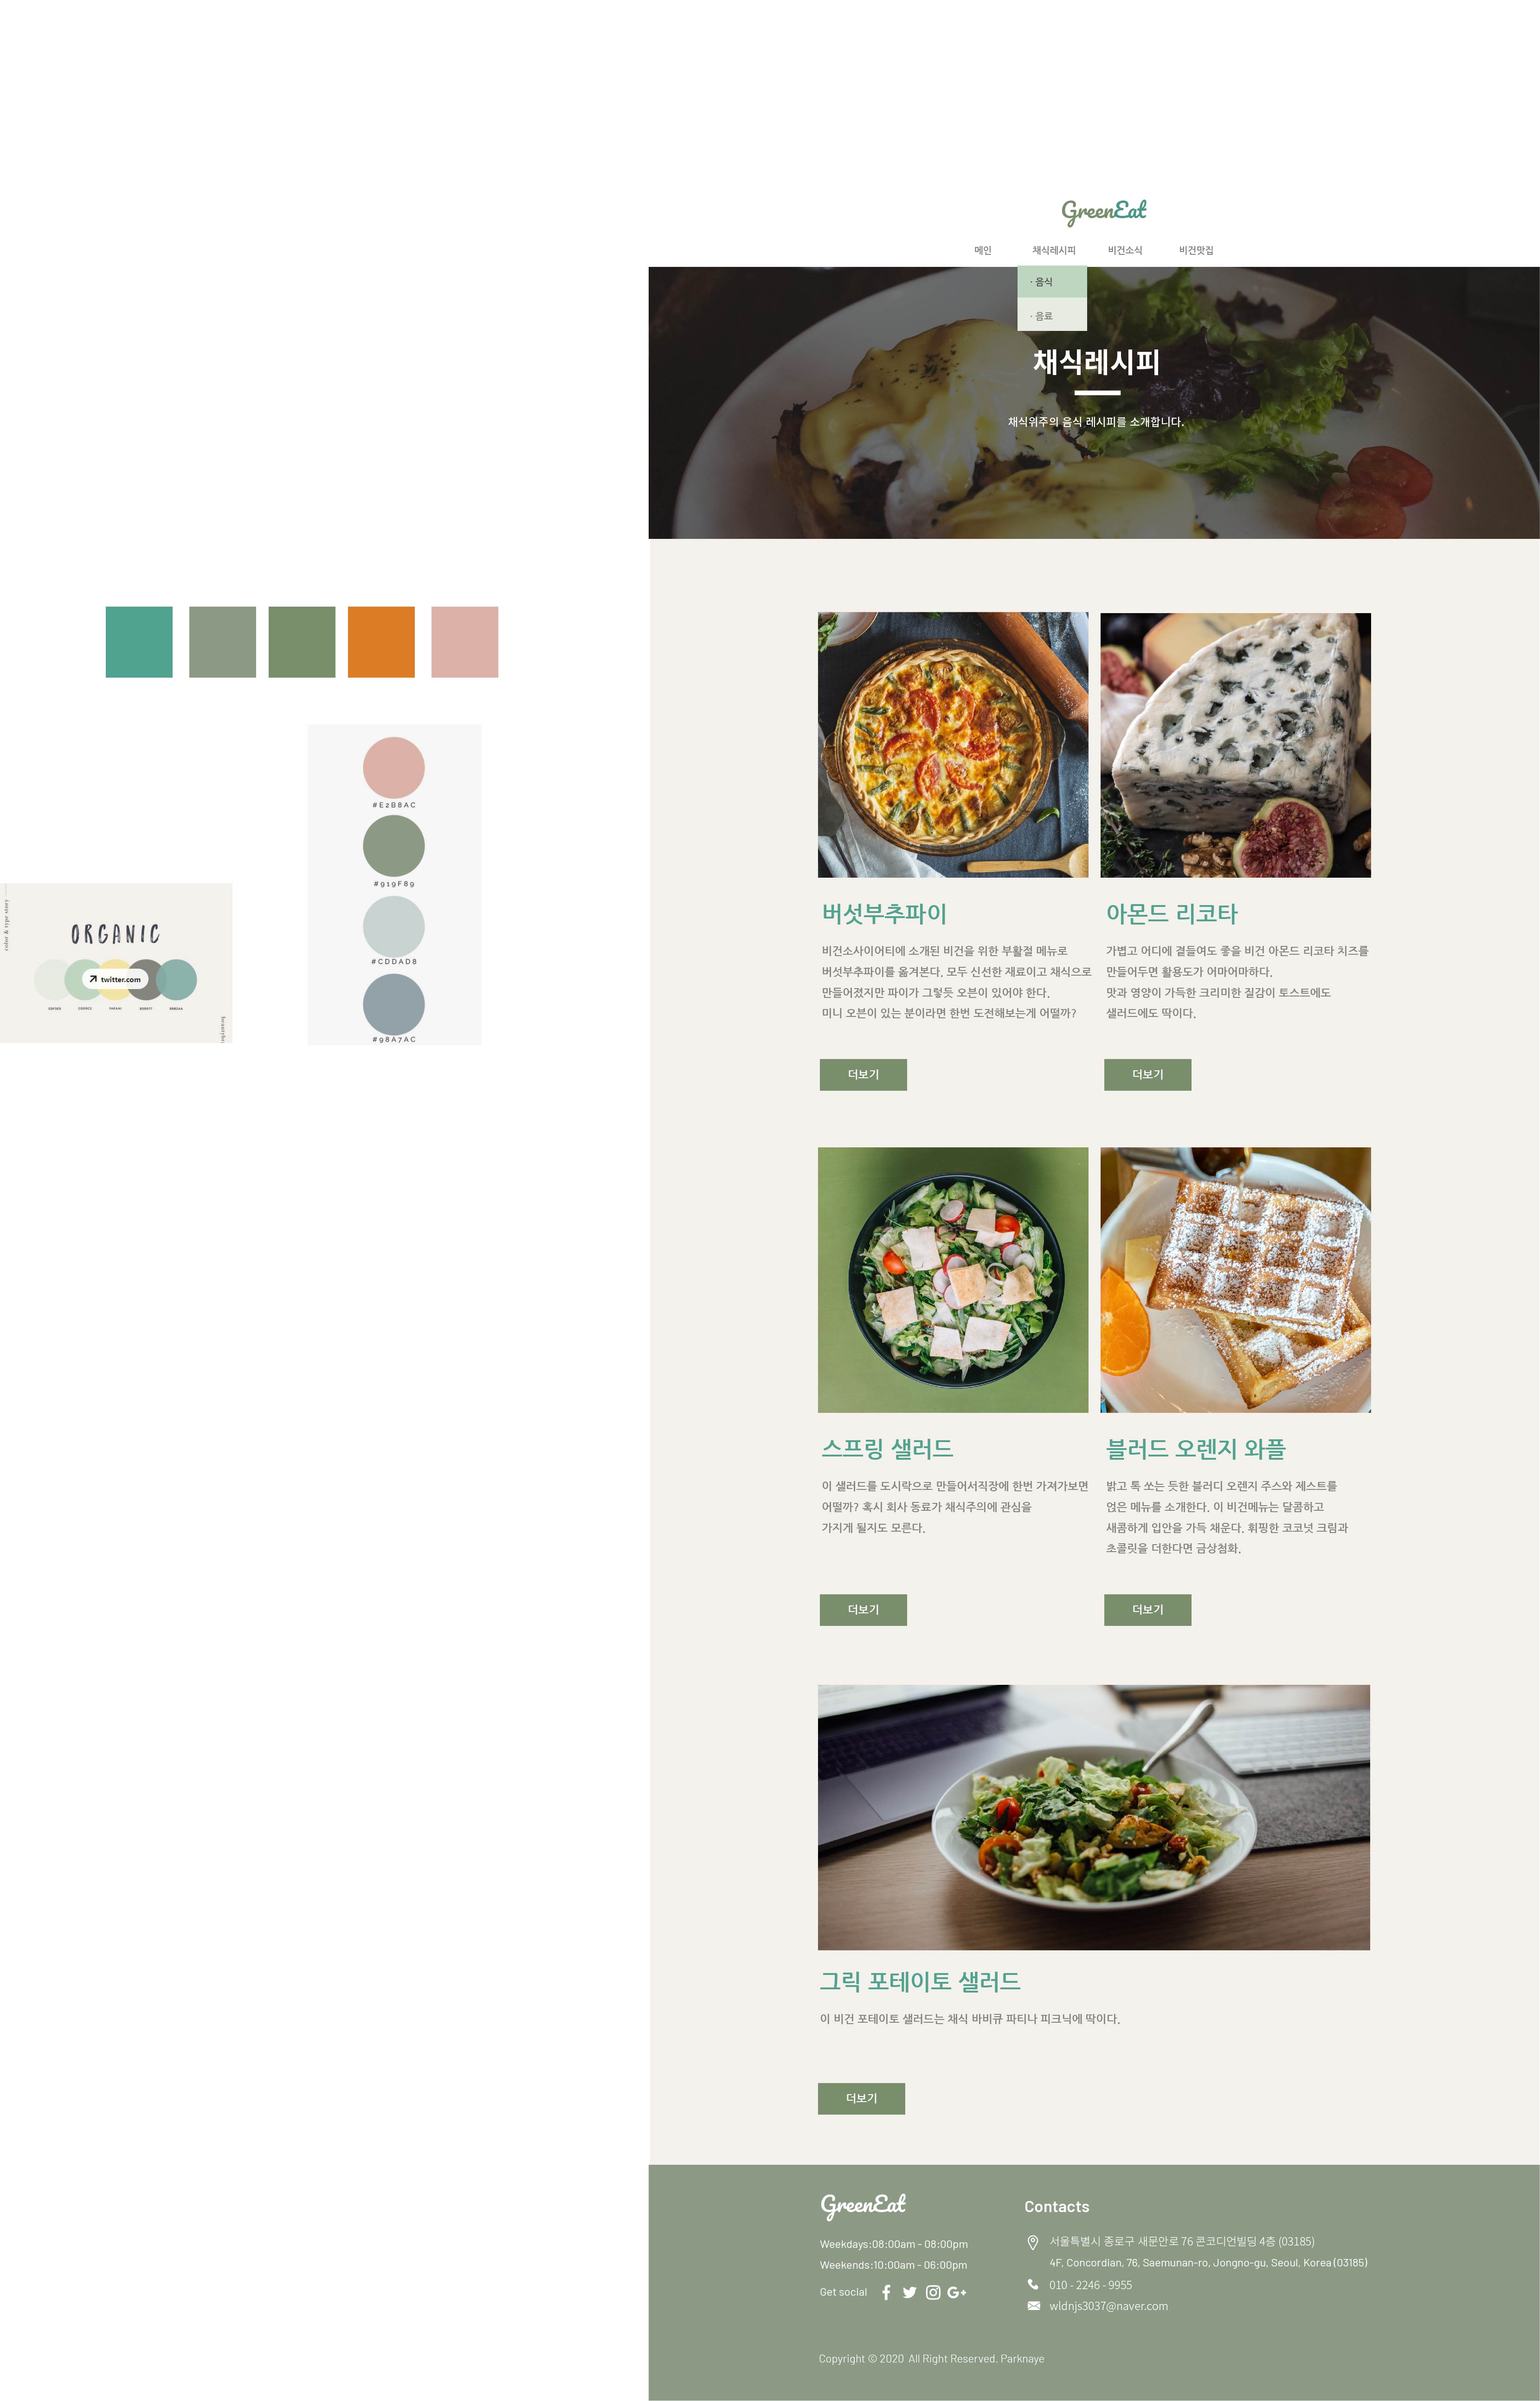 GreenEat
메인 채식레시피 비건소식 비건맛집
· 음식
· 음료
채식레시피
채식위주의 음식 레시피를 소개합니다.
#E2B8AC
#919F89
#CDDAD8
#98A7AC
color & type story
ORGANIC
twitter.com
버섯부추파이
비건소사이어티에 소개된 비건을 위한 부활절 메뉴로
버섯부추파이를 옮겨본다. 모두 신선한 재료이고 채식으로
만들어졌지만 파이가 그렇듯 오븐이 있어야 한다.
미니 오븐이 있는 분이라면 한번 도전해보는게 어떨까?
더보기
아몬드 리코타
가볍고 어디에 곁들여도 좋을 비건 아몬드 리코타 치즈를
만들어두면 활용도가 어마어마하다.
맛과 영양이 가득한 크리미한 질감이 토스트에도
샐러드에도 딱이다.
더보기
스프링 샐러드
이 샐러드를 도시락으로 만들어서직장에 한번 가져가보면
어떨까? 혹시 회사 동료가 채식주의에 관심을
가지게 될지도 모른다.
더보기
블러드 오렌지 와플
밝고 톡 쏘는 듯한 블러디 오렌지 주스와 제스트를
얹은 메뉴를 소개한다. 이 비건메뉴는 달콤하고
새콤하게 입안을 가득 채운다. 휘핑한 코코넛 크림과
초콜릿을 더한다면 금상첨화.
더보기
그릭 포테이토 샐러드
이 비건 포테이토 샐러드는 채식 바비큐 파티나 피크닉에 딱이다.
더보기
GreenEat
Weekdays:08:00am - 08:00pm
Weekends:10:00am - 06:00pm
Get social
Contacts
서울특별시 종로구 새문안로 76 콘코디언빌딩 4층 (03185)
4F, Concordian, 76, Saemunan-ro, Jongno-gu, Seoul, Korea (03185)
010 - 2246 - 9955
wldnjs3037@naver.com
Copyright © 2020 All Right Reserved. Parknaye